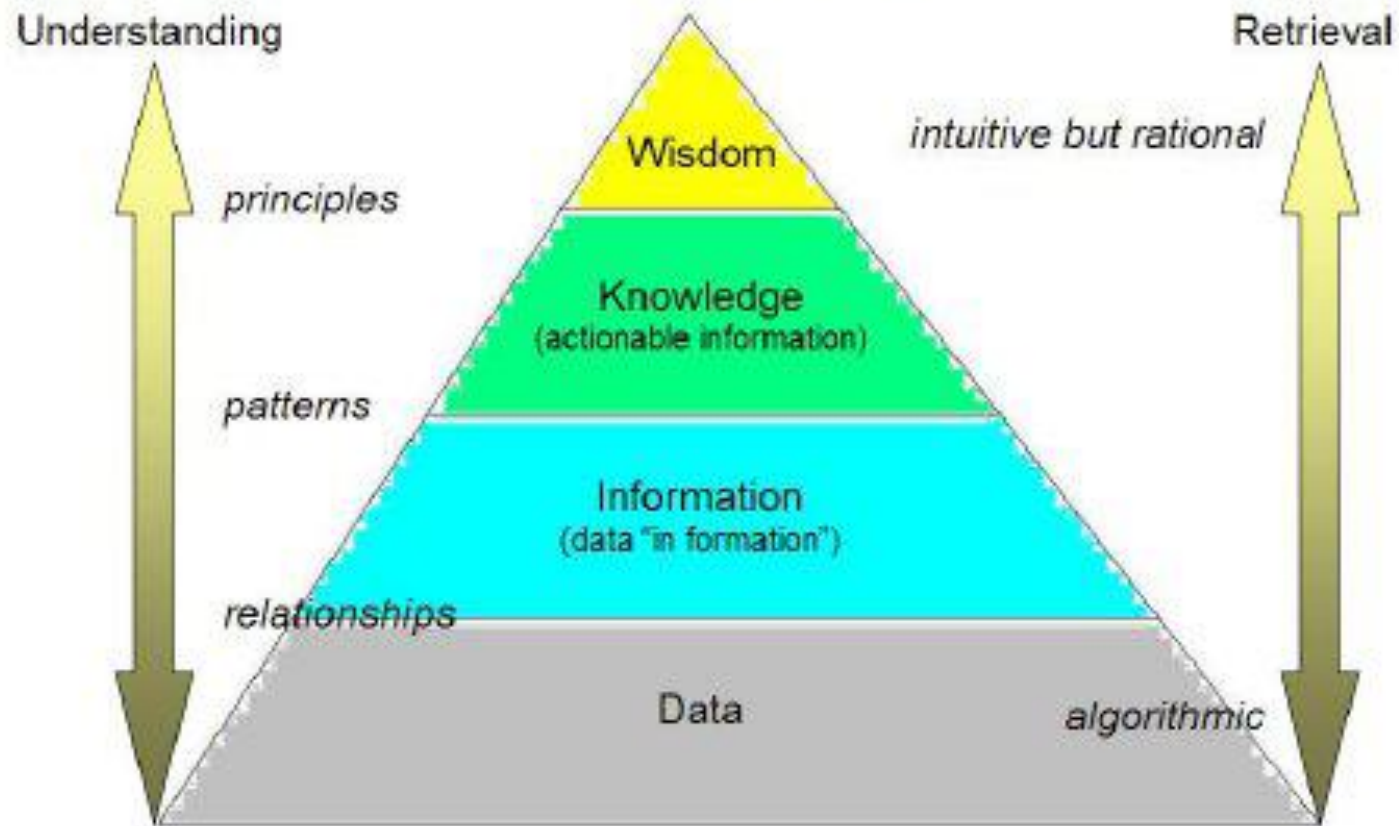 Understanding
Retrieval
intuitive but rational
Wisdom
principles
Knowledge
(actionable information)
patterns
Information
(data "in formation")
relationships
Data
algorithmic